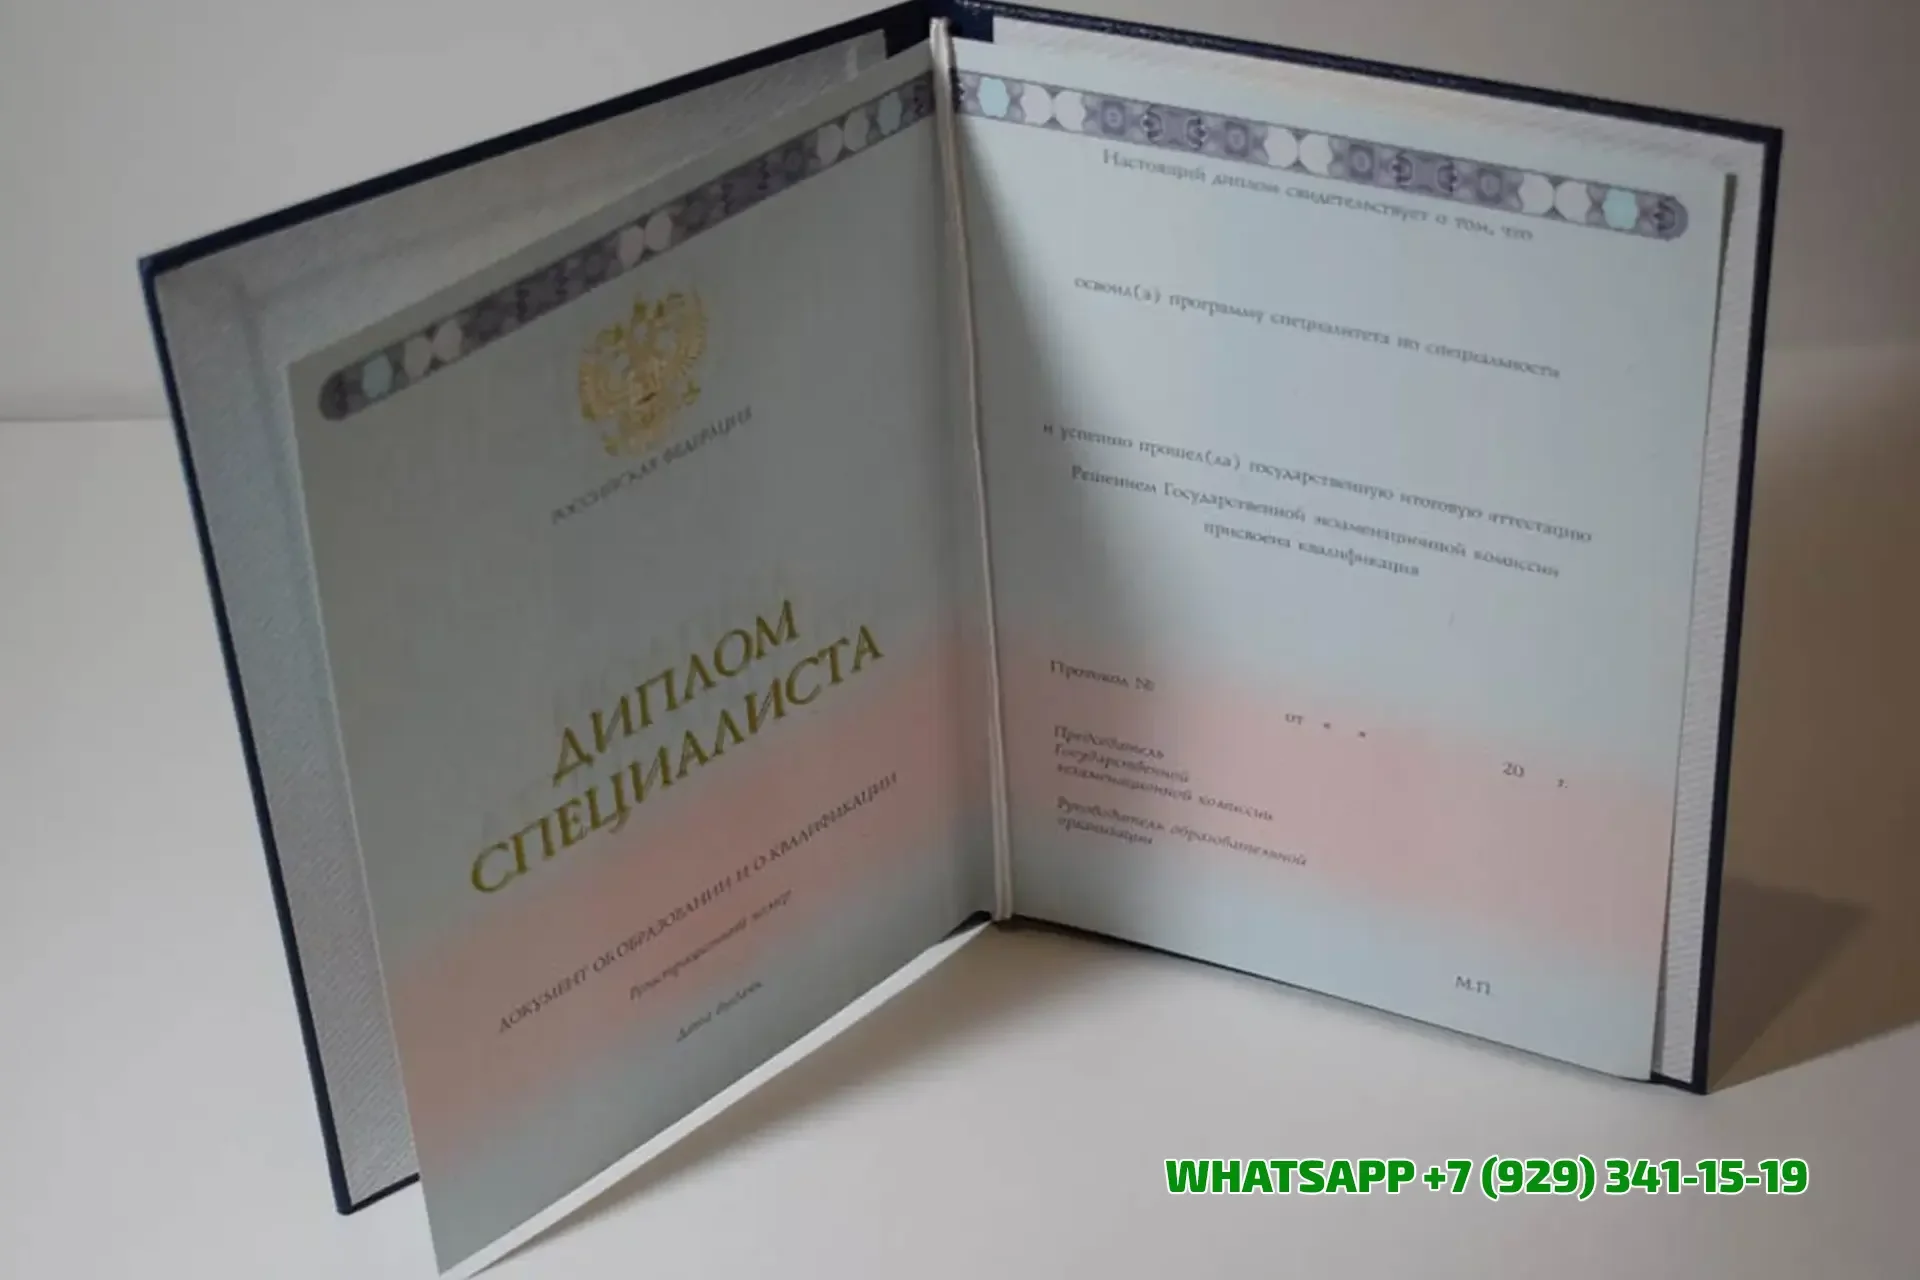 РОССИЙСКАЯ ФЕДЕРАЦИЯ
ДИПЛОМ
СПЕЦИАЛИСТА
ДОКУМЕНТ ОБ ОБРАЗОВАНИИ И О КВАЛИФИКАЦИИ
Регистрационный номер
Дата выдачи
Настоящий диплом свидетельствует о том, что
освоил(а) программу специалитета по специальности
и успешно прошел(ла) государственную итоговую аттестацию
Решением Государственной экзаменационной комиссии
присвоена квалификация
Протокол №
от « »
20 г.
Председатель
Государственной
экзаменационной комиссии
Руководитель образовательной
организации
М.П.
WHATSAPP +7 (929) 341-15-19